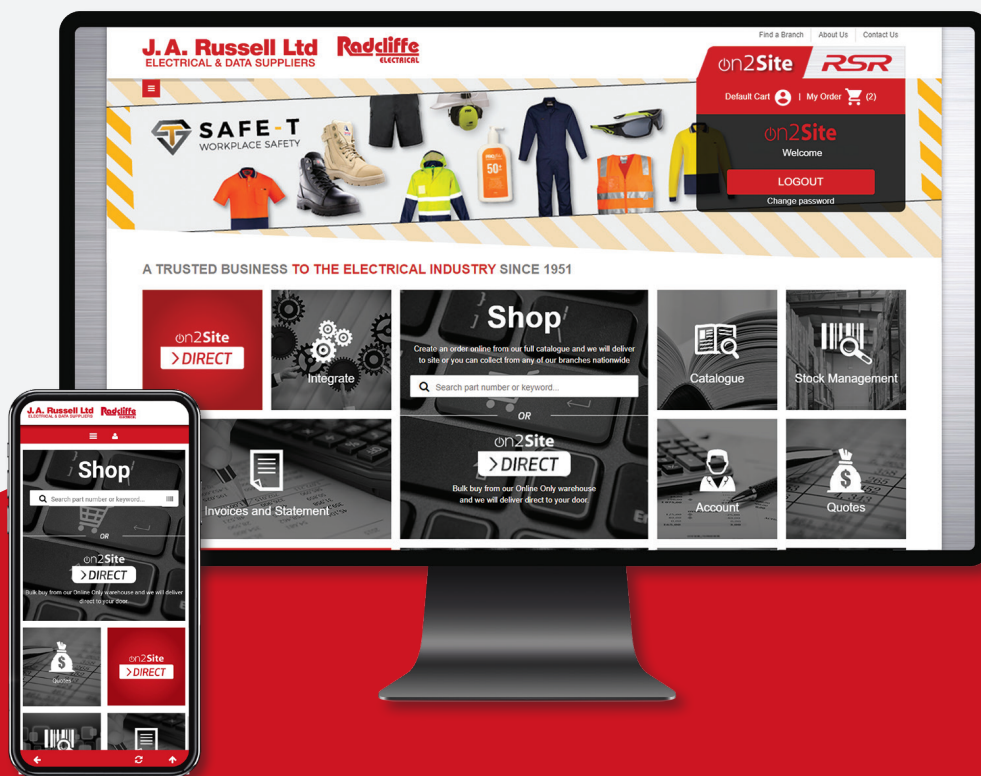 Find a Branch About Us Contact Us
J.A. Russell Ltd
ELECTRICAL & DATA SUPPLIERS
Radcliffe
ELECTRICAL
on2Site RSR
Default Cart | My Order (2)
SAFE-T
WORKPLACE SAFETY
50+
on2Site
Welcome
LOGOUT
Change password
A TRUSTED BUSINESS TO THE ELECTRICAL INDUSTRY SINCE 1951
on2Site
>DIRECT
Integrate
Shop
Create an order online from our full catalogue and we will deliver
to site or you can collect from any of our branches nationwide
Search part number or keyword...
OR
on2Site
>DIRECT
Bulk buy from our Online Only warehouse
and we will deliver direct to your door.
Catalogue
Stock Management
Invoices and Statement
Account
Quotes
J.A. Russell Ltd
ELECTRICAL & DATA SUPPLIERS
Radcliffe
ELECTRICAL
Shop
Search part number or keyword...
OR
on2Site
>DIRECT
Bulk buy from our Online Only warehouse and we will deliver
direct to your door.
Quotes
on2Site
>DIRECT